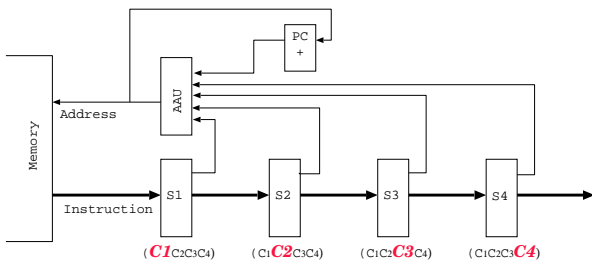 PC
+
AAU
Address
Memory
S1
S2
S3
S4
Instruction
(C1C2C3C4)
(C1C2C3C4)
(C1C2C3C4)
(C1C2C3C4)